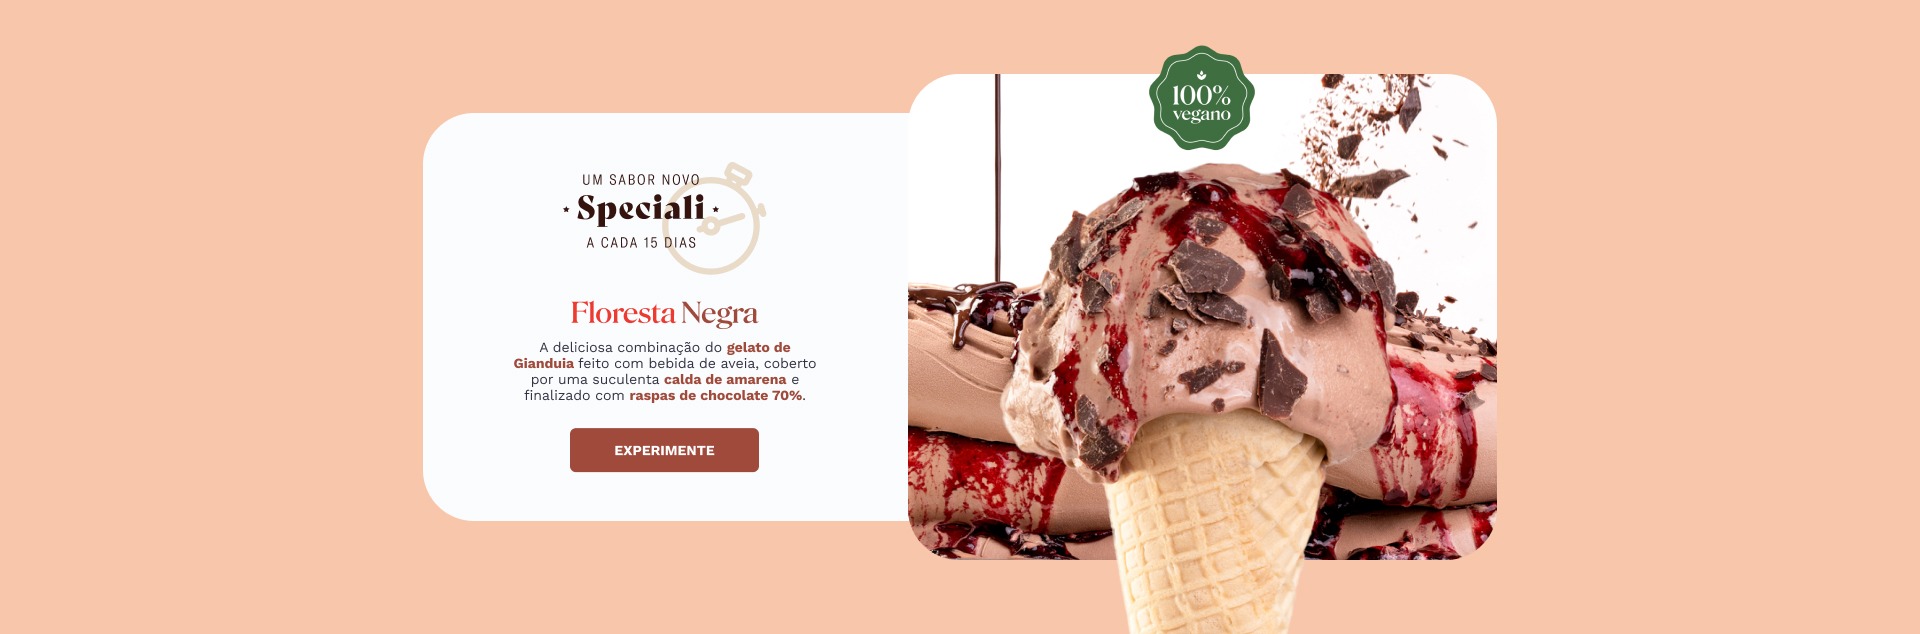 UM SABOR NOVO
Speciali
A CADA 15 DIAS
Floresta Negra
A deliciosa combinação do gelato de
Gianduia feito com bebida de aveia, coberto
por uma suculenta calda de amarena e
finalizado com raspas de chocolate 70%.
EXPERIMENTE
100%
vegano